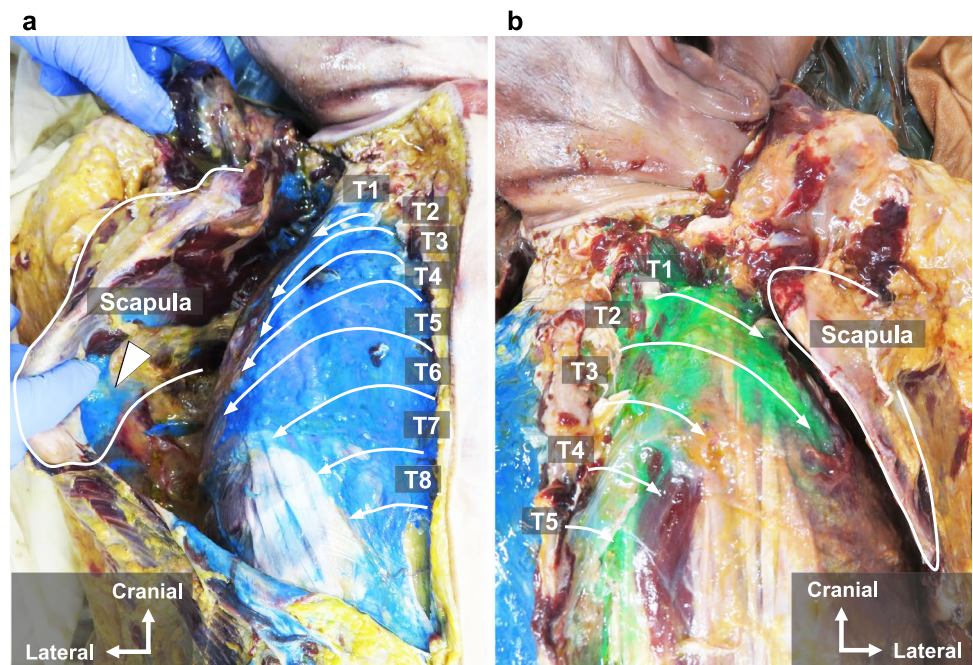 a
T1
T2
T3
T4
T5
T6
T7
T8
Scapula
Cranial
Lateral
b
T1
T2
T3
T4
T5
Scapula
Cranial
Lateral